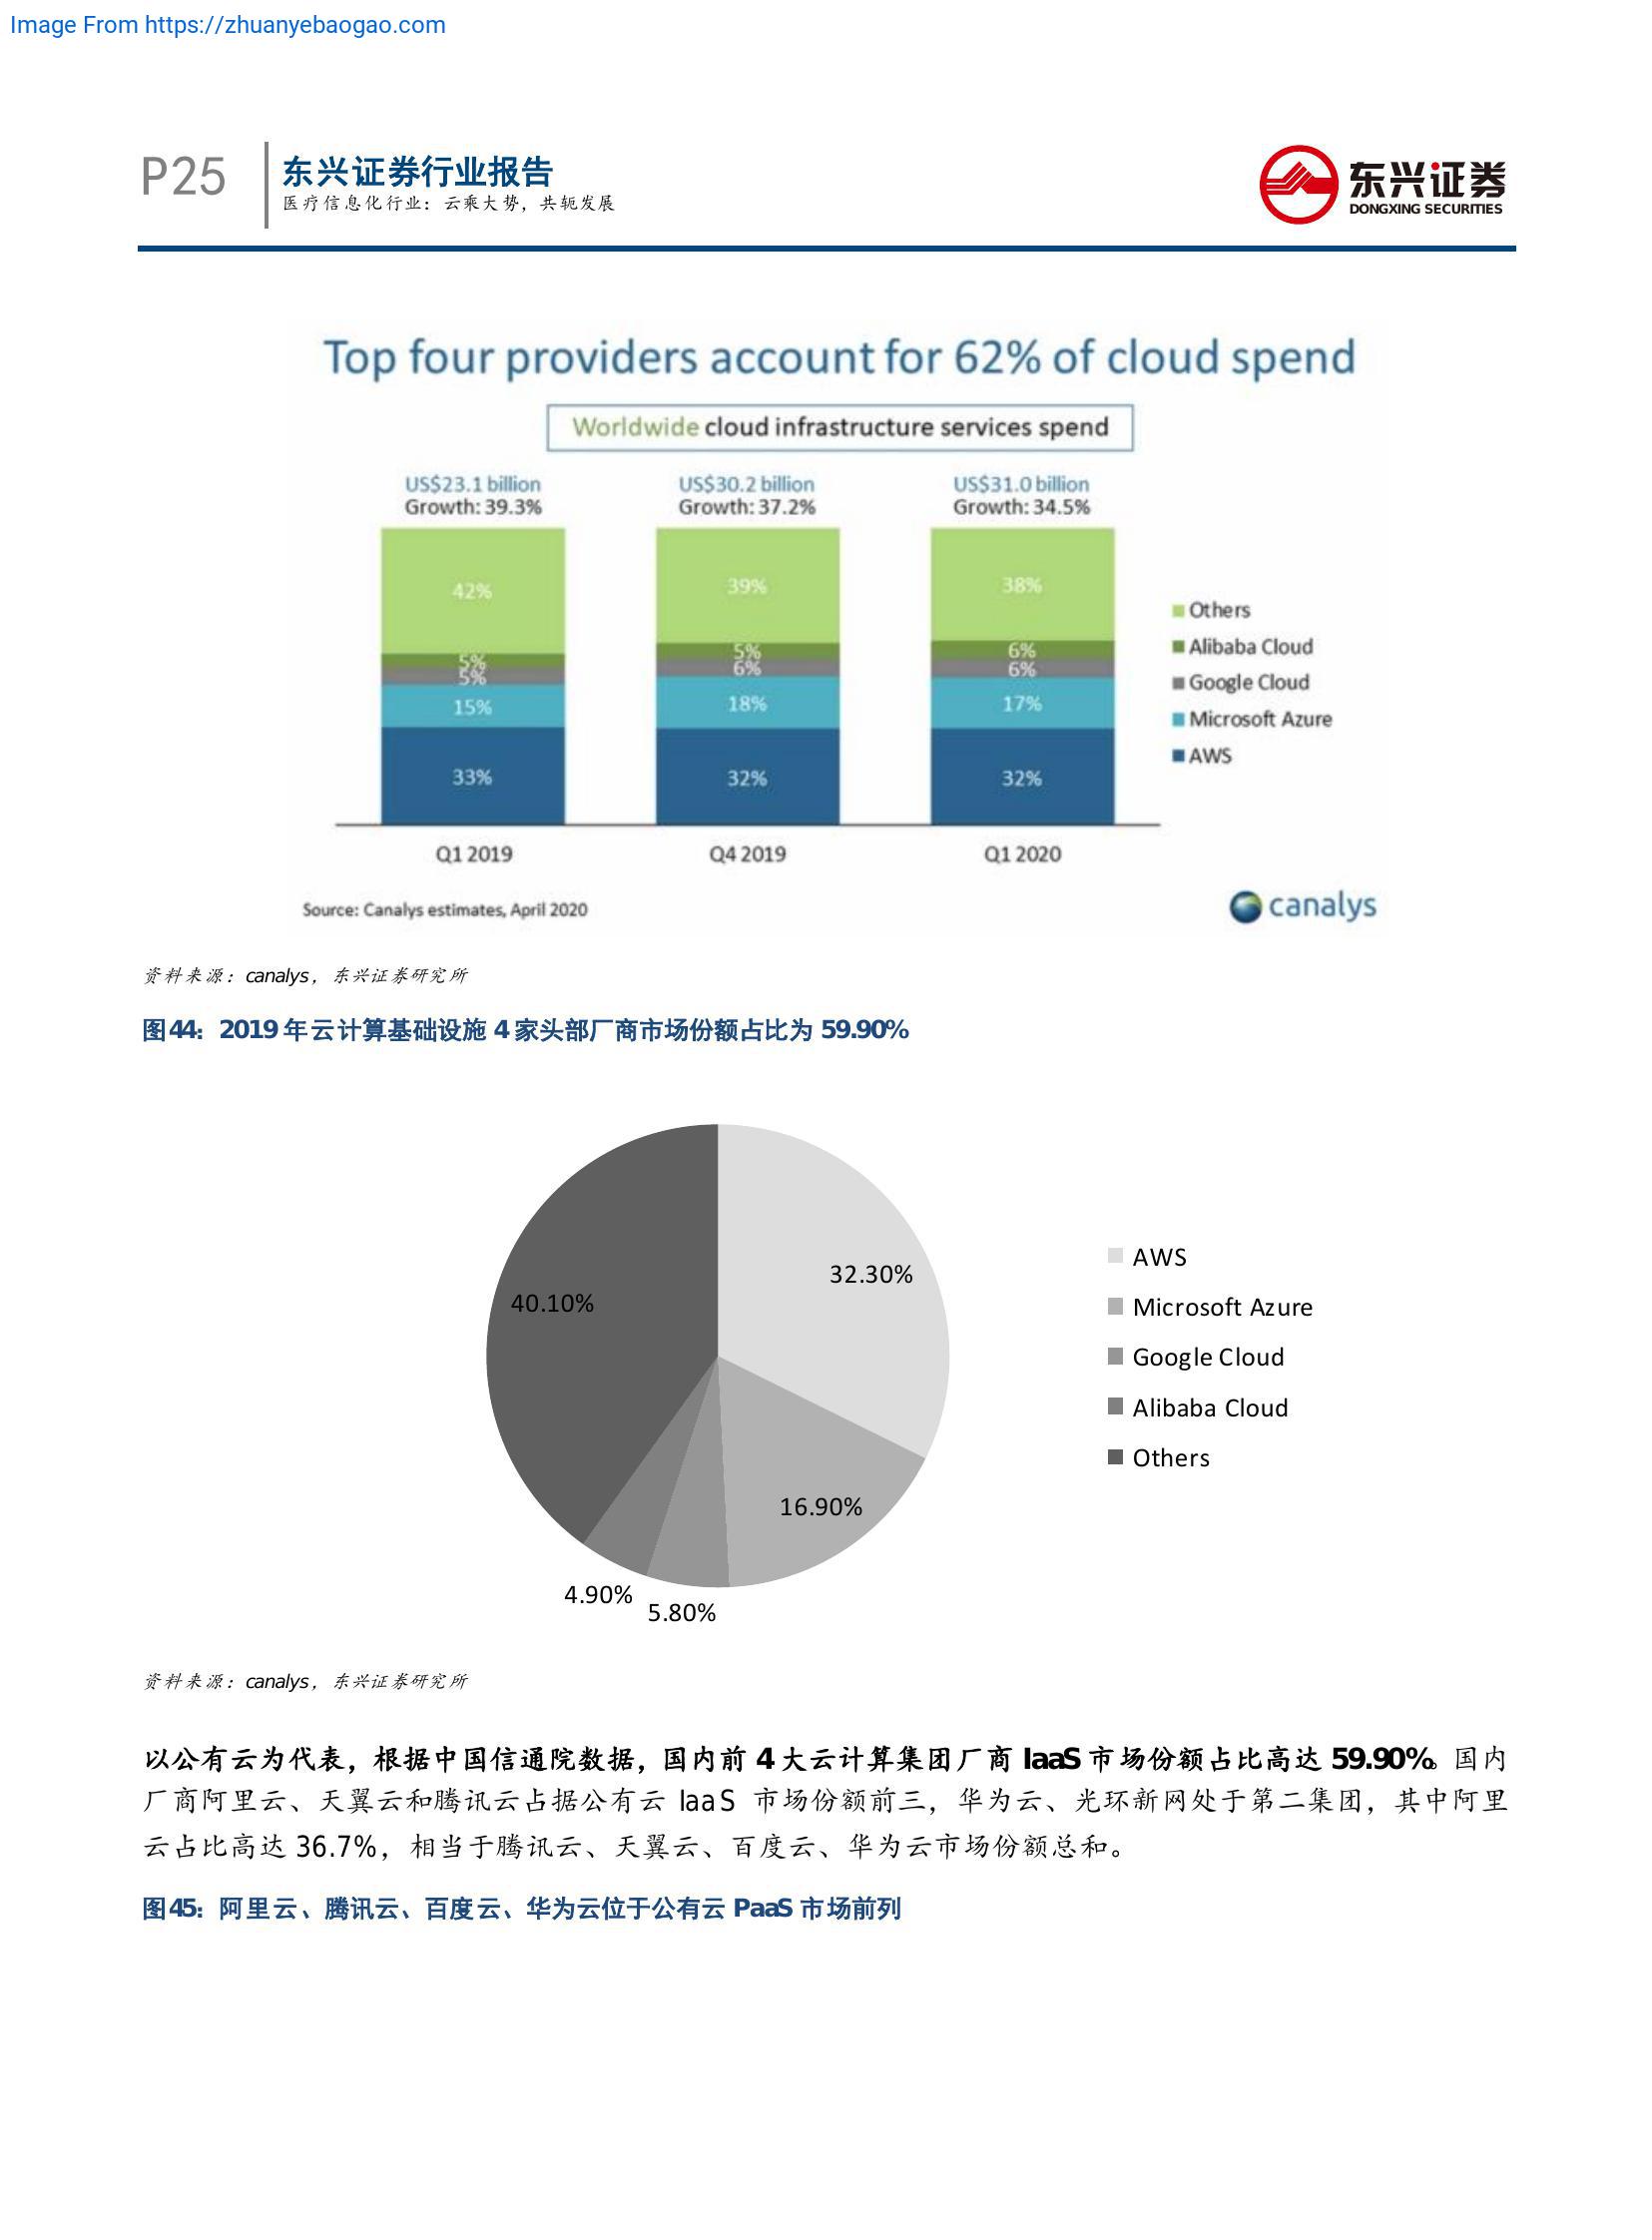 Image From https://zhuanyebaogao.com
P25
东兴证券行业报告
医疗信息化行业：云乘大势，共轭发展
东兴证券
DONGXING SECURITIES
Top four providers account for 62% of cloud spend
Worldwide cloud infrastructure services spend
US$23.1 billion US$30.2 billion US$31.0 billion
Growth: 39.3% Growth: 37.2% Growth: 34.5%
42% 39% 38%
5% 5% 6%
5% 6% 6%
15% 18% 17%
33% 32% 32%
Others
Alibaba Cloud
Google Cloud
Microsoft Azure
AWS
Q1 2019 Q4 2019 Q1 2020
Source: Canalys estimates, April 2020
canalys
资料来源：canalys，东兴证券研究所
图44：2019 年云计算基础设施 4 家头部厂商市场份额占比为 59.90%
32.30%
40.10%
16.90%
4.90%
5.80%
AWS
Microsoft Azure
Google Cloud
Alibaba Cloud
Others
资料来源：canalys，东兴证券研究所
以公有云为代表，根据中国信通院数据，国内前 4 大云计算集团厂商 IaaS 市场份额占比高达 59.90%。国内
厂商阿里云、天翼云和腾讯云占据公有云 IaaS 市场份额前三，华为云、光环新网处于第二集团，其中阿里
云占比高达 36.7%，相当于腾讯云、天翼云、百度云、华为云市场份额总和。
图45：阿里云、腾讯云、百度云、华为云位于公有云 PaaS 市场前列